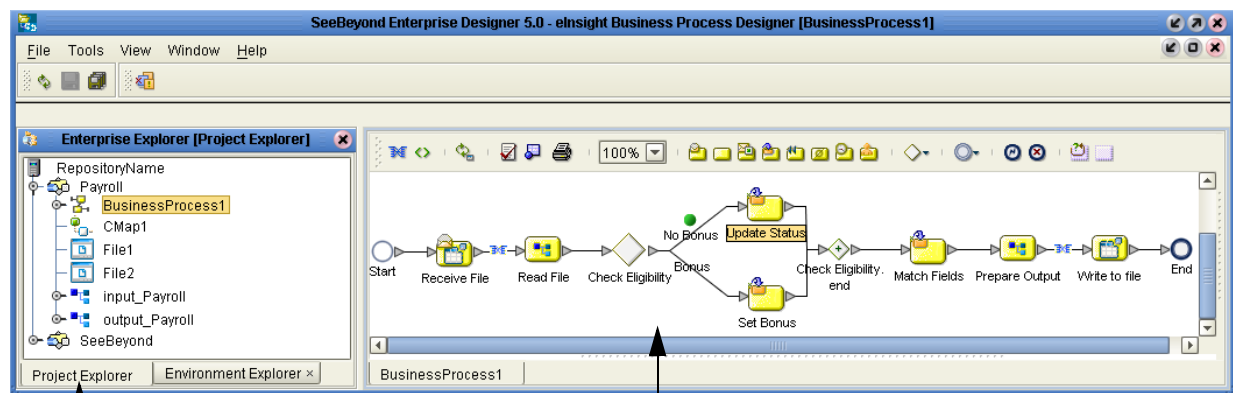 SeeBeyond Enterprise Designer 5.0 - eInsight Business Process Designer [BusinessProcess1]
File Tools View Window Help
Enterprise Explorer [Project Explorer]
RepositoryName
Payroll
BusinessProcess1
CMap1
File1
File2
input_Payroll
output_Payroll
SeeBeyond
Project Explorer
Environment Explorer ×
100%
Start
Receive File
Read File
Check Eligibility
No Bonus
Bonus
Update Status
Set Bonus
Check Eligibility.
end
Match Fields
Prepare Output
Write to file
End
BusinessProcess1